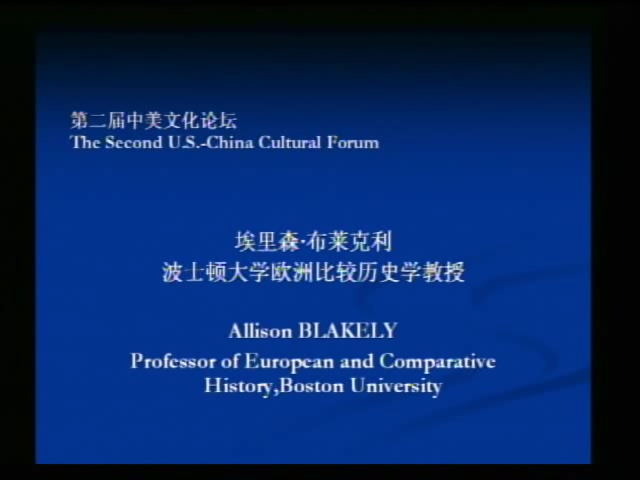 第二届中美文化论坛
The Second U.S.-China Cultural Forum
埃里森·布莱克利
波士顿大学欧洲比较历史学教授
Allison BLAKELY
Professor of European and Comparative
History,Boston University